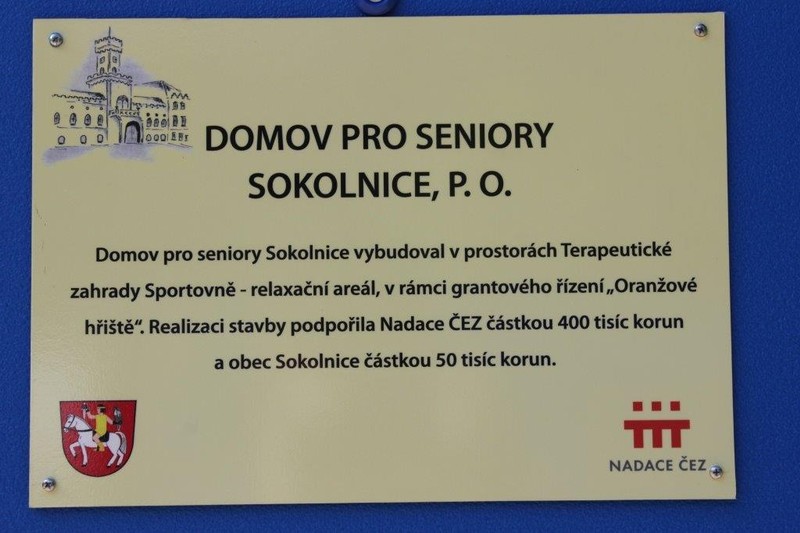 DOMOV PRO SENIORY
SOKOLNICE, P. O.
Domov pro seniory Sokolnice vybudoval v prostorách Terapeutické
zahrady Sportovně - relaxační areál, v rámci grantového řízení „Oranžové
hřiště“. Realizaci stavby podpořila Nadace ČEZ částkou 400 tisíc korun
a obec Sokolnice částkou 50 tisíc korun.
NADACE ČEZ